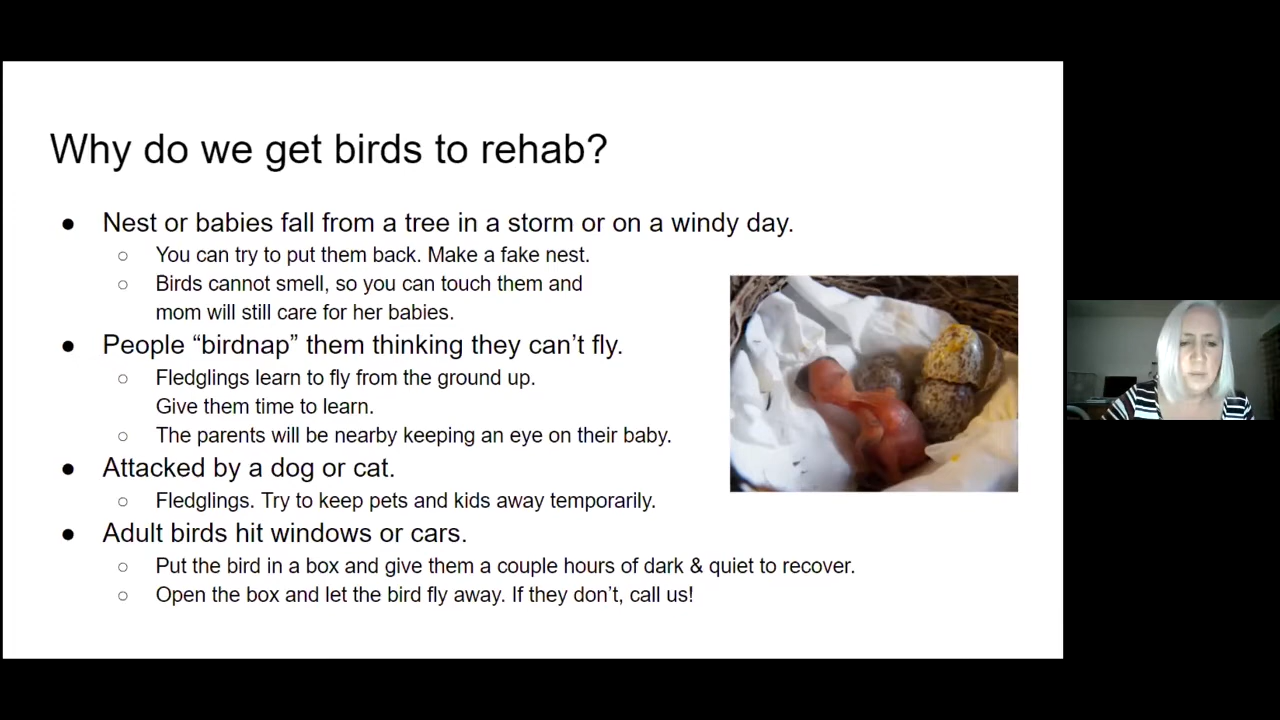 Why do we get birds to rehab?
● Nest or babies fall from a tree in a storm or on a windy day.
○ You can try to put them back. Make a fake nest.
○ Birds cannot smell, so you can touch them and
mom will still care for her babies.
● People “birdnap” them thinking they can’t fly.
○ Fledglings learn to fly from the ground up.
Give them time to learn.
○ The parents will be nearby keeping an eye on their baby.
● Attacked by a dog or cat.
○ Fledglings. Try to keep pets and kids away temporarily.
● Adult birds hit windows or cars.
○ Put the bird in a box and give them a couple hours of dark & quiet to recover.
○ Open the box and let the bird fly away. If they don’t, call us!